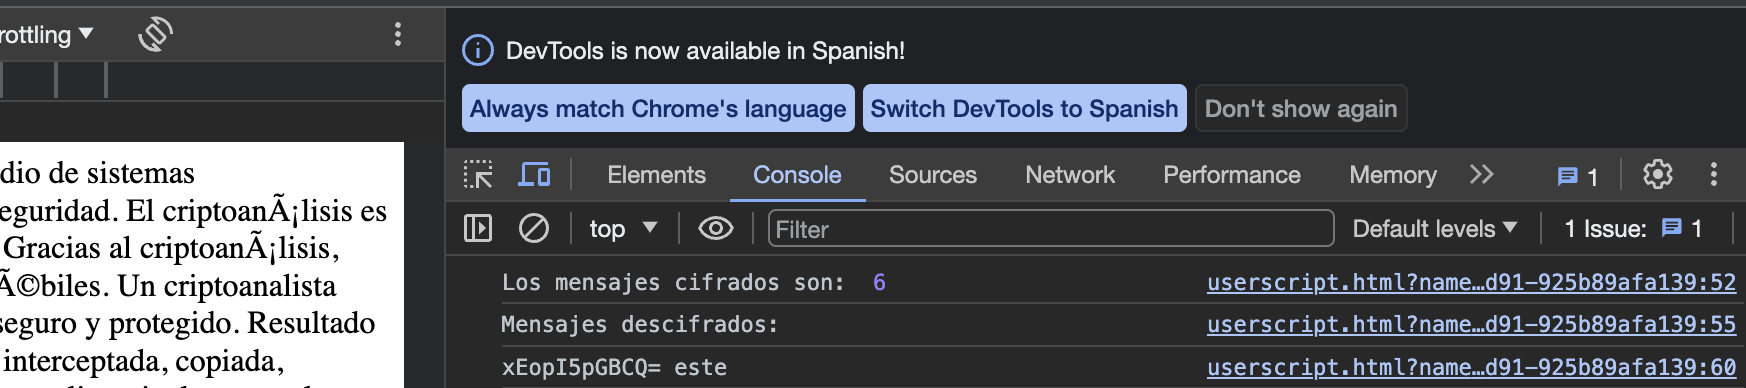 rottling
DevTools is now available in Spanish!
Always match Chrome's language Switch DevTools to Spanish Don't show again
Elements Console Sources Network Performance Memory 1
top Filter Default levels 1 Issue: 1
dio de sistemas
eguridad. El criptoanÃ¡lisis es
Gracias al criptoanÃ¡lisis,
Ã©biles. Un criptoanalista
seguro y protegido. Resultado
interceptada, copiada,
Los mensajes cifrados son: 6 userscript.html?name…d91-925b89afa139:52
Mensajes descifrados: userscript.html?name…d91-925b89afa139:55
xEopI5pGBCQ= este userscript.html?name…d91-925b89afa139:60